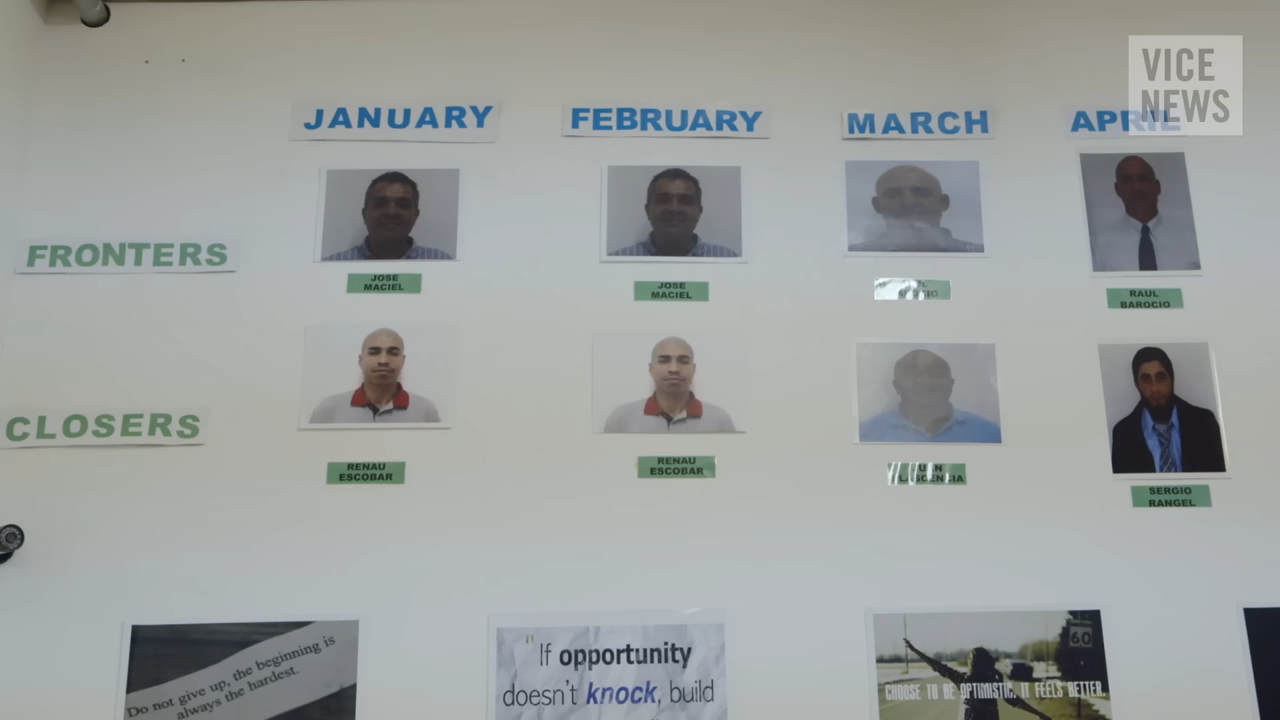 VICE
NEWS
JANUARY
FEBRUARY
MARCH
APRIL
FRONTERS
JOSE
MACIEL
JOSE
MACIEL
RAUL
BAROCIO
CLOSERS
RENAU
ESCOBAR
RENAU
ESCOBAR
SERGIO
RANGEL
Do not give up, the beginning is
always the hardest.
" If opportunity
doesn't knock, build
60
CHOOSE TO BE OPTIMISTIC, IT FEELS BETTER.